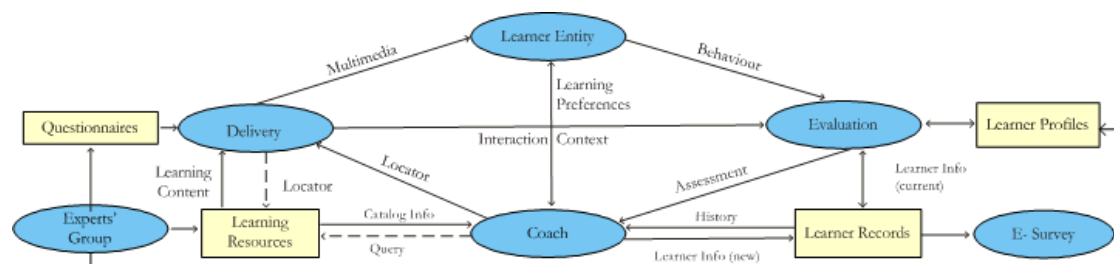 Learner Entity
Multimedia
Behaviour
Learning
Preferences
Questionnaires
Delivery
Evaluation
Learner Profiles
Interaction
Context
Learning
Content
Locator
Locator
Assessment
Learner Info
(current)
Experts'
Group
Learning
Resources
Catalog Info
Query
Coach
History
Learner Info (new)
Learner Records
E- Survey